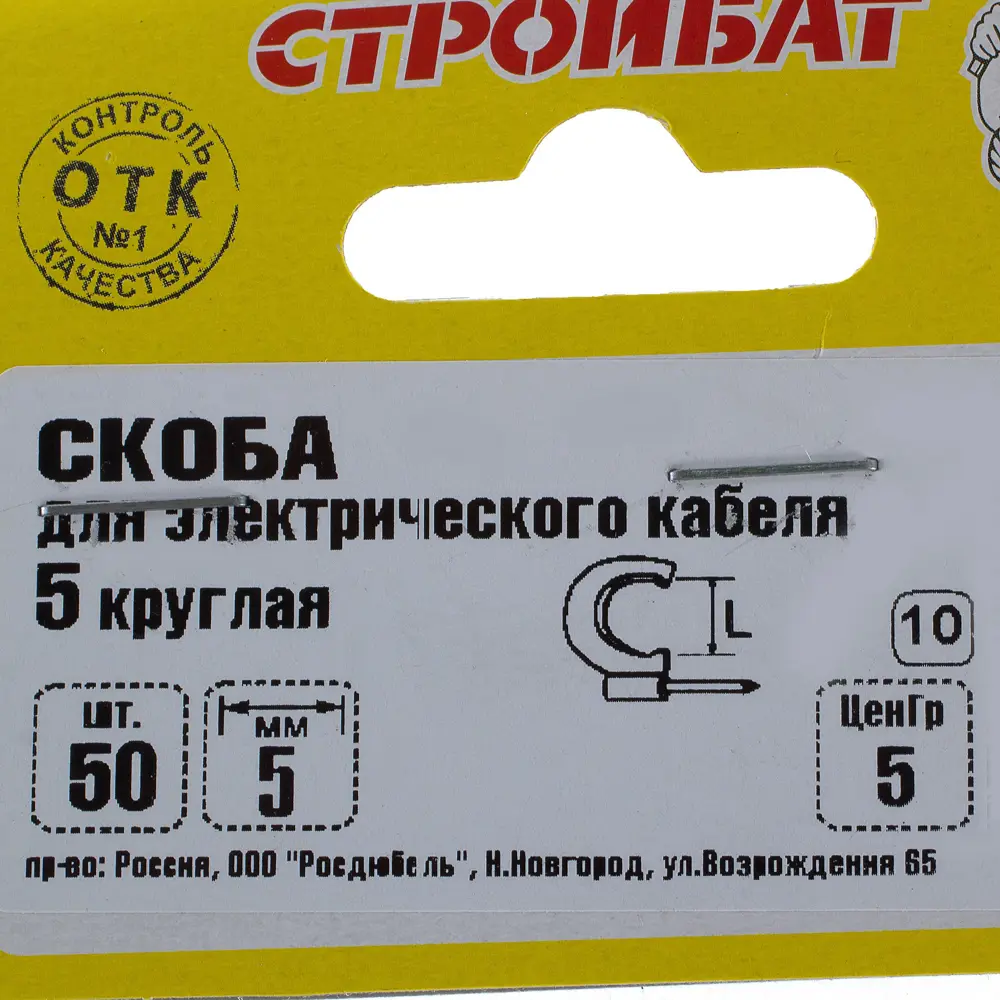 СТРОЙБАТ
КОНТРОЛЬ
ОТК
№1
КАЧЕСТВА
СКОБА
для электрического кабеля
5 круглая
L
10
шт.
50
мм
5
ЦенГр
5
пр-во: Россия, ООО "Росдюбель", Н.Новгород, ул.Возрождения 65